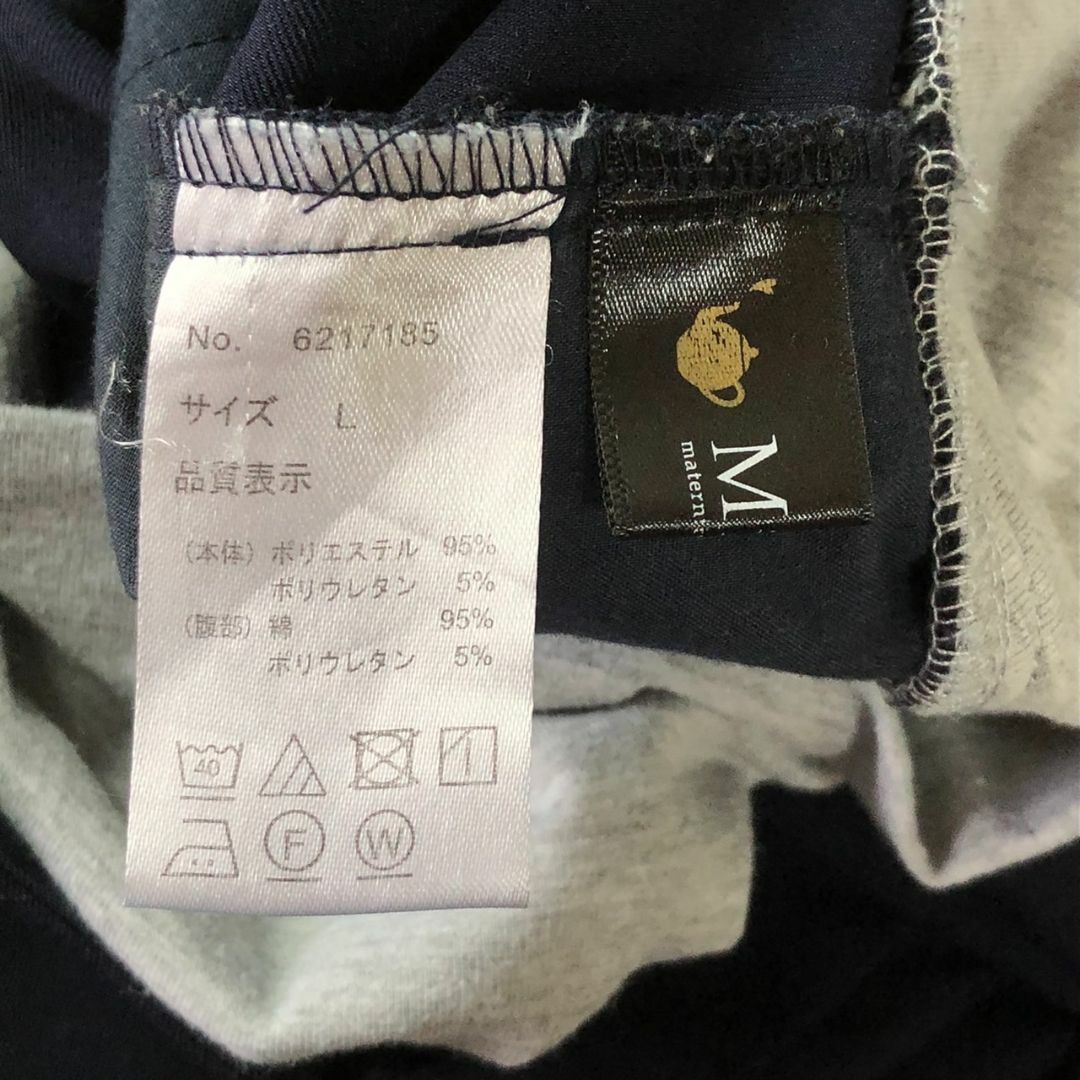 No. 6217185
サイズ L
品質表示
(本体) ポリエステル 95%
ポリウレタン 5%
(腹部) 綿 95%
ポリウレタン 5%
40
F
W
M
matern